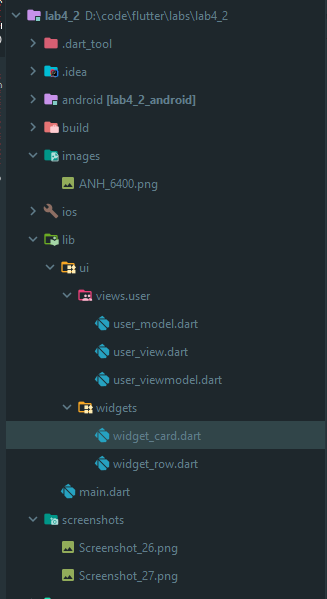 lab4_2 D:\code\flutter\labs\lab4_2
.dart_tool
.idea
android [lab4_2_android]
build
images
ANH_6400.png
ios
lib
ui
views.user
user_model.dart
user_view.dart
user_viewmodel.dart
widgets
widget_card.dart
widget_row.dart
main.dart
screenshots
Screenshot_26.png
Screenshot_27.png